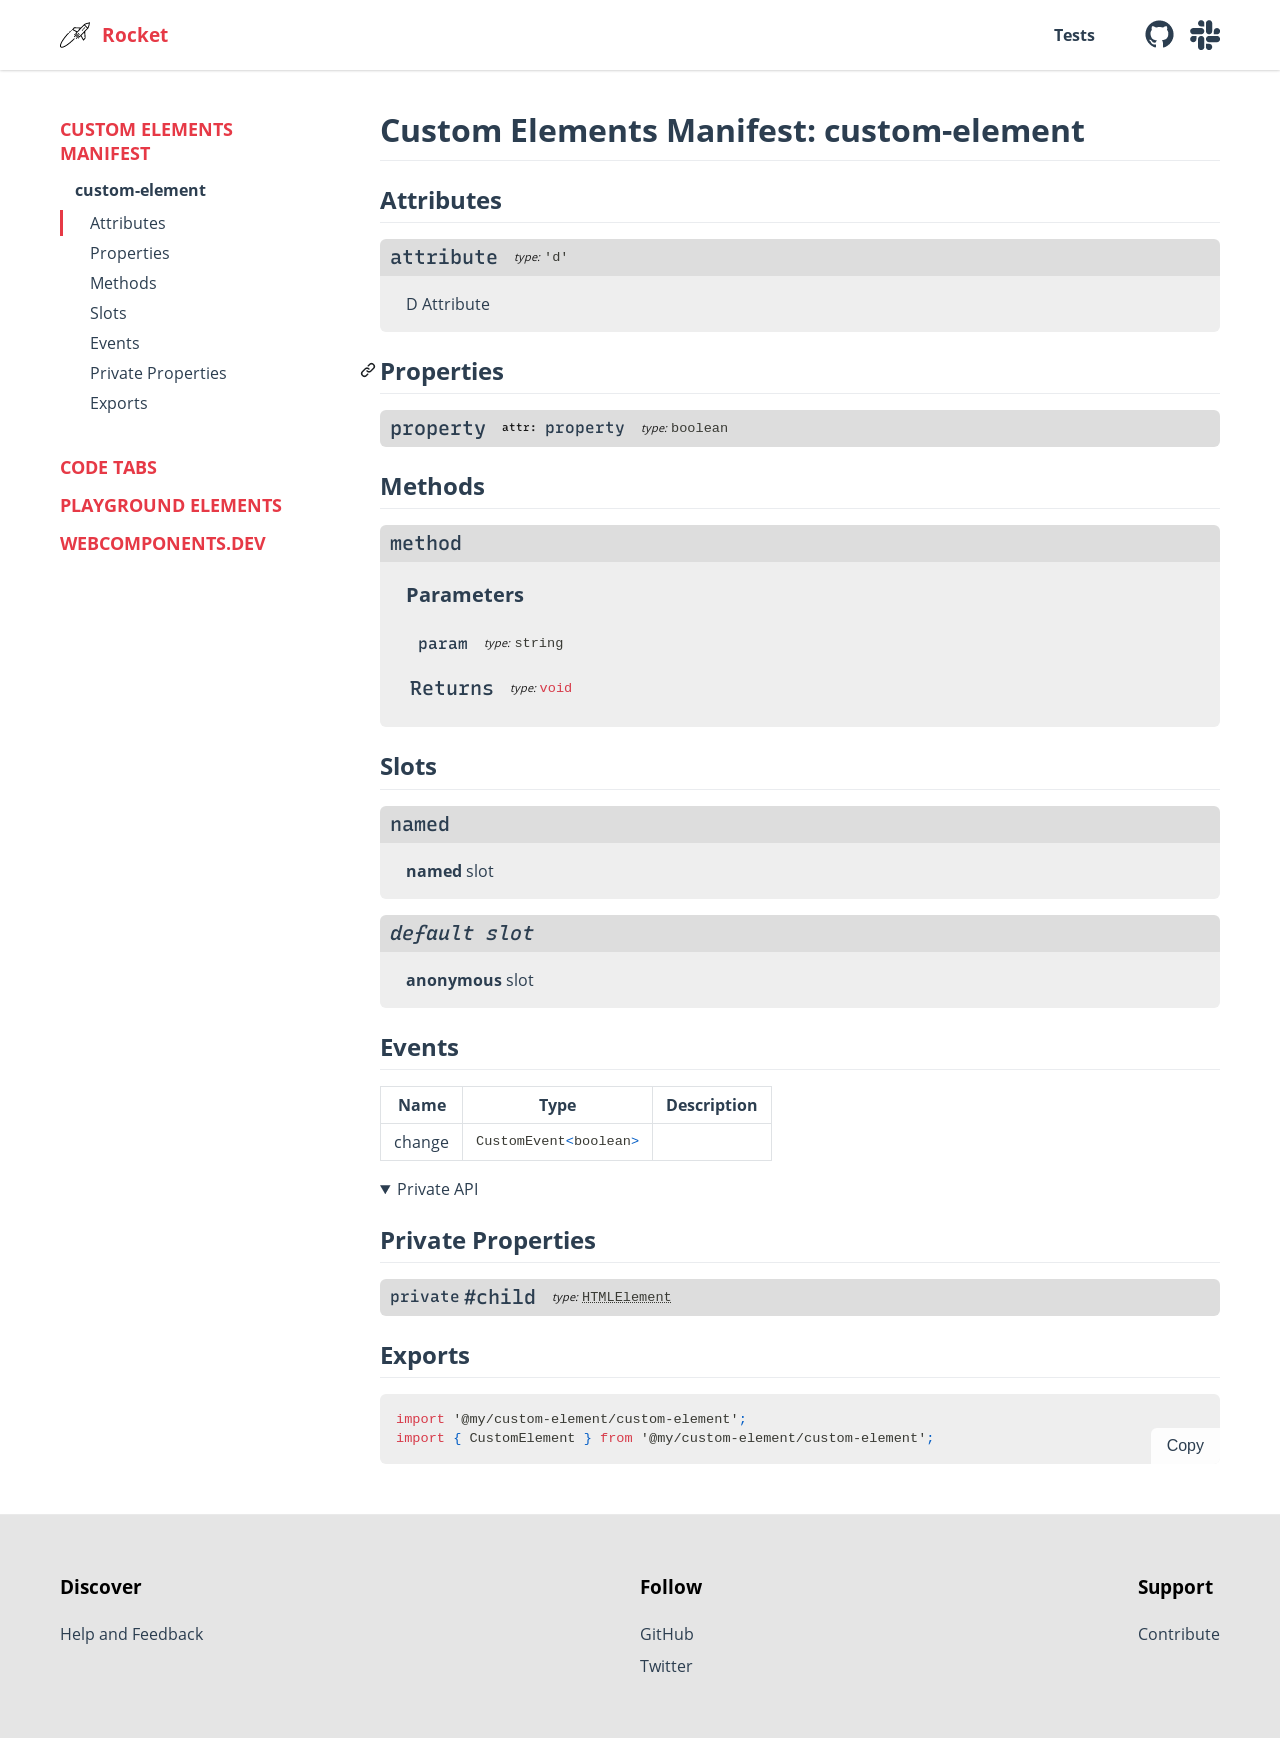 Rocket
Tests
CUSTOM ELEMENTS
MANIFEST
custom-element
Attributes
Properties
Methods
Slots
Events
Private Properties
Exports
CODE TABS
PLAYGROUND ELEMENTS
WEBCOMPONENTS.DEV
Custom Elements Manifest: custom-element
Attributes
attribute type: 'd'
D Attribute
Properties
property attr: property type: boolean
Methods
method
Parameters
param type: string
Returns type: void
Slots
named
named slot
default slot
anonymous slot
Events
Name Type Description
change CustomEvent<boolean>
▼ Private API
Private Properties
private #child type: HTMLElement
Exports
import '@my/custom-element/custom-element';
import { CustomElement } from '@my/custom-element/custom-element';
Copy
Discover
Help and Feedback
Follow
GitHub
Twitter
Support
Contribute